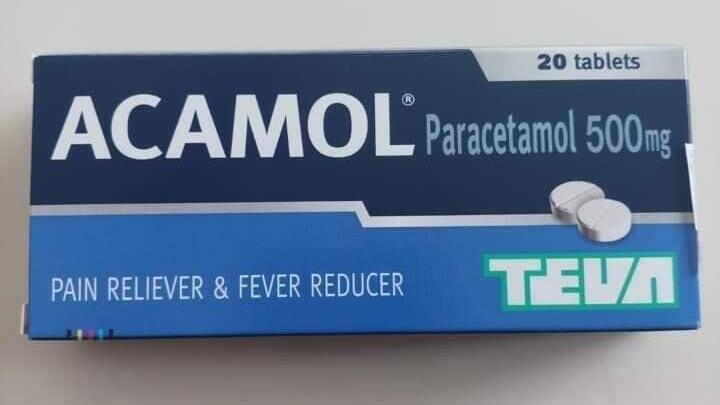 20 tablets
ACAMOL® Paracetamol 500mg
PAIN RELIEVER & FEVER REDUCER
TEVA